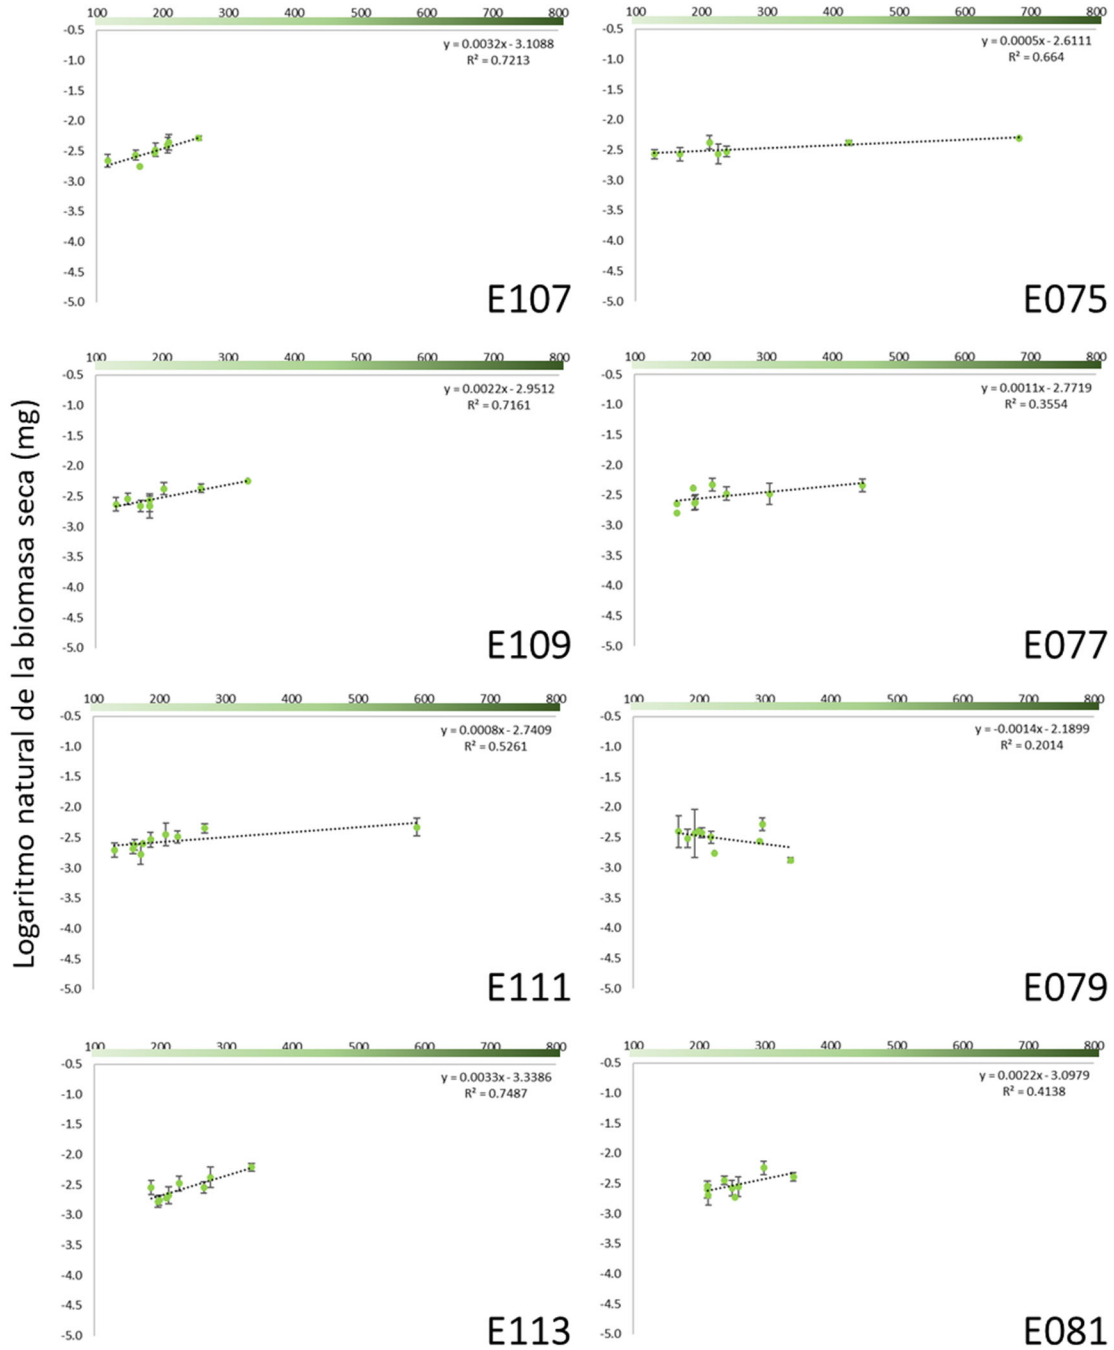 Logaritmo natural de la biomasa seca (mg)
100 200 300 400 500 600 700 800
-0.5
-1.0
-1.5
-2.0
-2.5
-3.0
-3.5
-4.0
-4.5
-5.0
y = 0.0032x - 3.1088
R² = 0.7213
E107
100 200 300 400 500 600 700 800
-0.5
-1.0
-1.5
-2.0
-2.5
-3.0
-3.5
-4.0
-4.5
-5.0
y = 0.0005x - 2.6111
R² = 0.664
E075
100 200 300 400 500 600 700 800
-0.5
-1.0
-1.5
-2.0
-2.5
-3.0
-3.5
-4.0
-4.5
-5.0
y = 0.0022x - 2.9512
R² = 0.7161
E109
100 200 300 400 500 600 700 800
-0.5
-1.0
-1.5
-2.0
-2.5
-3.0
-3.5
-4.0
-4.5
-5.0
y = 0.0011x - 2.7719
R² = 0.3554
E077
100 200 300 400 500 600 700 800
-0.5
-1.0
-1.5
-2.0
-2.5
-3.0
-3.5
-4.0
-4.5
-5.0
y = 0.0008x - 2.7409
R² = 0.5261
E111
100 200 300 400 500 600 700 800
-0.5
-1.0
-1.5
-2.0
-2.5
-3.0
-3.5
-4.0
-4.5
-5.0
y = -0.0014x - 2.1899
R² = 0.2014
E079
100 200 300 400 500 600 700 800
-0.5
-1.0
-1.5
-2.0
-2.5
-3.0
-3.5
-4.0
-4.5
-5.0
y = 0.0033x - 3.3386
R² = 0.7487
E113
100 200 300 400 500 600 700 800
-0.5
-1.0
-1.5
-2.0
-2.5
-3.0
-3.5
-4.0
-4.5
-5.0
y = 0.0022x - 3.0979
R² = 0.4138
E081